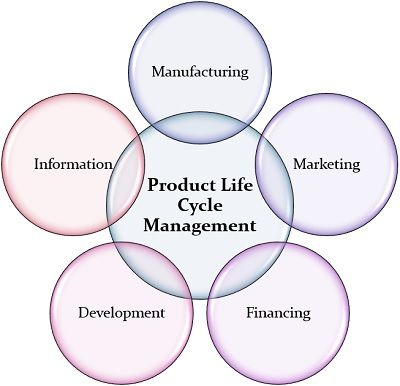 Manufacturing
Information
Marketing
Product Life
Cycle
Management
Development
Financing